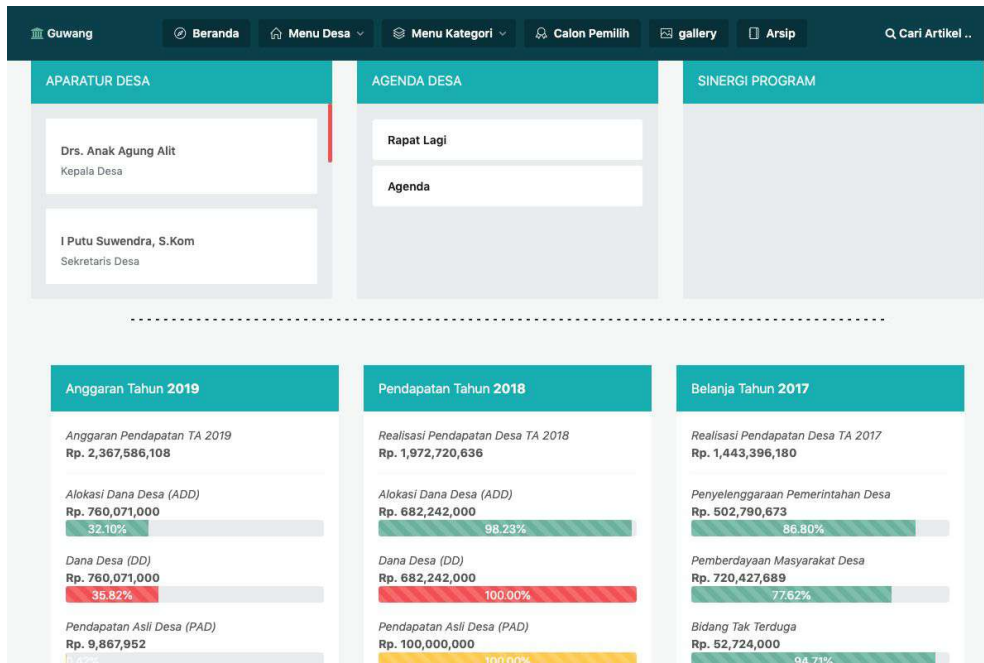 Guwang
Beranda
Menu Desa
Menu Kategori
Calon Pemilih
gallery
Arsip
Cari Artikel ..
APARATUR DESA
Drs. Anak Agung Alit
Kepala Desa
I Putu Suwendra, S.Kom
Sekretaris Desa
AGENDA DESA
Rapat Lagi
Agenda
SINERGI PROGRAM
Anggaran Tahun 2019
Anggaran Pendapatan TA 2019
Rp. 2,367,586,108
Alokasi Dana Desa (ADD)
Rp. 760,071,000
32.10%
Dana Desa (DD)
Rp. 760,071,000
35.82%
Pendapatan Asli Desa (PAD)
Rp. 9,867,952
Pendapatan Tahun 2018
Realisasi Pendapatan Desa TA 2018
Rp. 1,972,720,636
Alokasi Dana Desa (ADD)
Rp. 682,242,000
98.23%
Dana Desa (DD)
Rp. 682,242,000
100.00%
Pendapatan Asli Desa (PAD)
Rp. 100,000,000
100.00%
Belanja Tahun 2017
Realisasi Pendapatan Desa TA 2017
Rp. 1,443,396,180
Penyelenggaraan Pemerintahan Desa
Rp. 502,790,673
86.80%
Pemberdayaan Masyarakat Desa
Rp. 720,427,689
77.62%
Bidang Tak Terduga
Rp. 52,724,000
94.71%